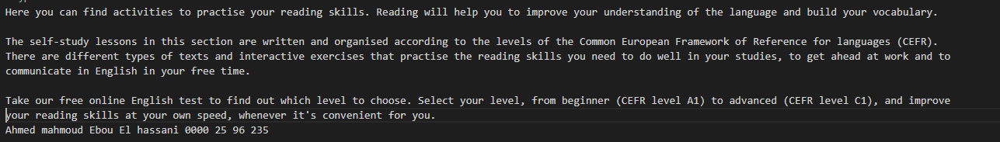 Here you can find activities to practise your reading skills. Reading will help you to improve your understanding of the language and build your vocabulary.
The self-study lessons in this section are written and organised according to the levels of the Common European Framework of Reference for languages (CEFR).
There are different types of texts and interactive exercises that practise the reading skills you need to do well in your studies, to get ahead at work and to
communicate in English in your free time.
Take our free online English test to find out which level to choose. Select your level, from beginner (CEFR level A1) to advanced (CEFR level C1), and improve
your reading skills at your own speed, whenever it's convenient for you.
Ahmed mahmoud Ebou El hassani 0000 25 96 235